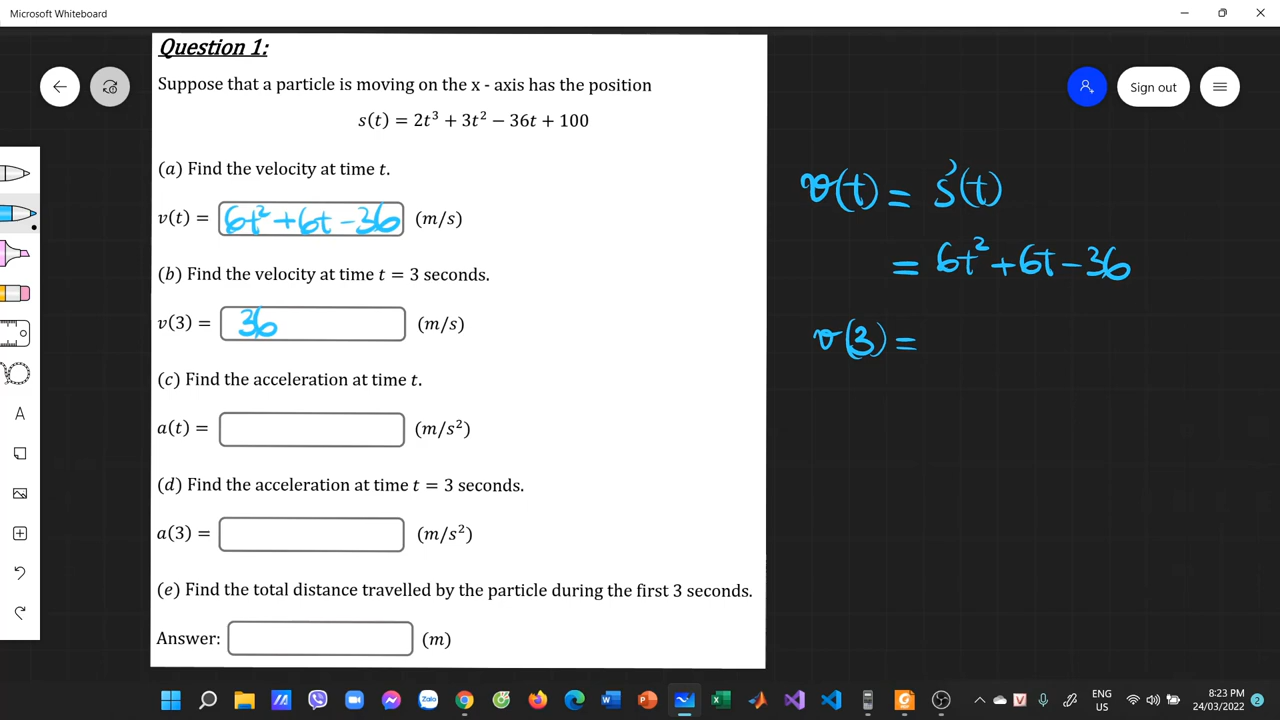 Microsoft Whiteboard
Sign out
Question 1:
Suppose that a particle is moving on the x - axis has the position
s(t) = 2t³ + 3t² − 36t + 100
(a) Find the velocity at time t.
v(t) = 6t² + 6t − 36 (m/s)
(b) Find the velocity at time t = 3 seconds.
v(3) = 36 (m/s)
(c) Find the acceleration at time t.
a(t) = (m/s²)
(d) Find the acceleration at time t = 3 seconds.
a(3) = (m/s²)
(e) Find the total distance travelled by the particle during the first 3 seconds.
Answer: (m)
v(t) = s'(t)
= 6t² + 6t − 36
v(3) =
A
Zalo
ENG
US
8:23 PM
24/03/2022
2